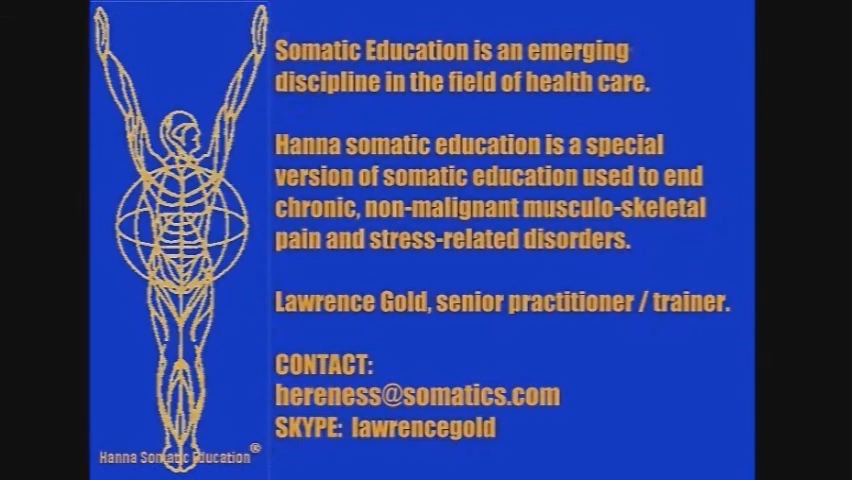 Somatic Education is an emerging
discipline in the field of health care.
Hanna somatic education is a special
version of somatic education used to end
chronic, non-malignant musculo-skeletal
pain and stress-related disorders.
Lawrence Gold, senior practitioner / trainer.
CONTACT:
hereness@somatics.com
SKYPE: lawrencegold
Hanna Somatic Education®